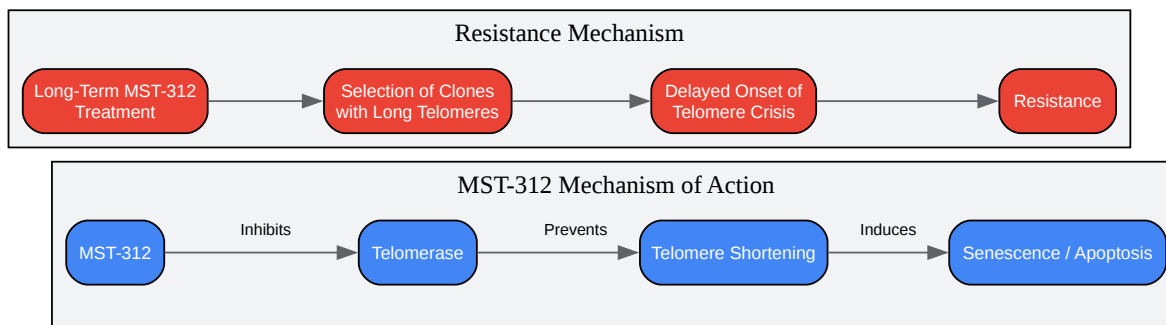 Resistance Mechanism
Long-Term MST-312
Treatment
Selection of Clones
with Long Telomeres
Delayed Onset of
Telomere Crisis
Resistance
MST-312 Mechanism of Action
MST-312
Inhibits
Telomerase
Prevents
Telomere Shortening
Induces
Senescence / Apoptosis